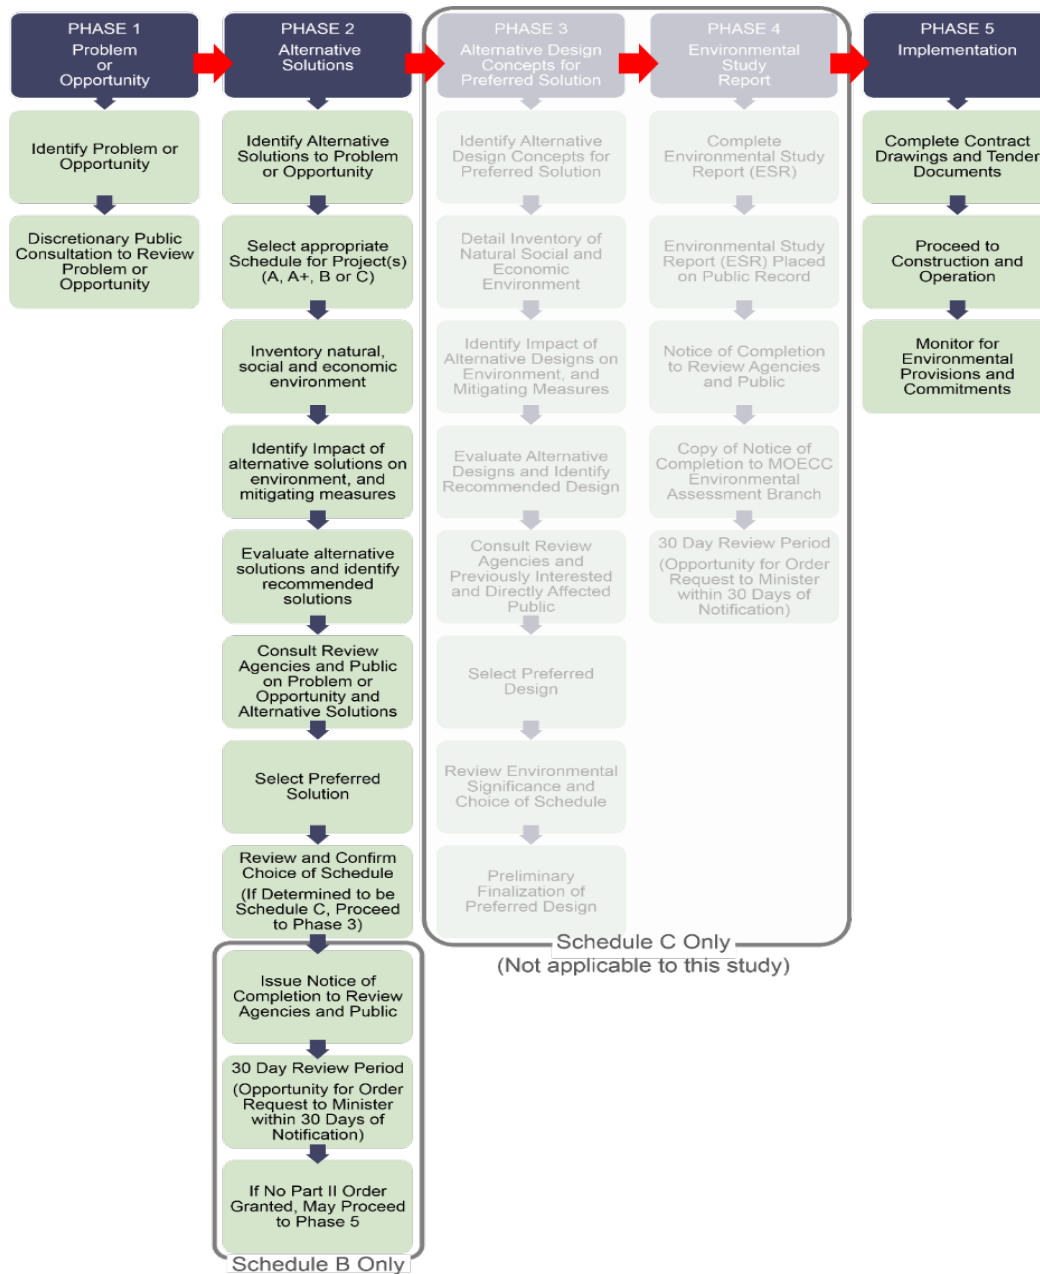 PHASE 1
Problem
or
Opportunity
Identify Problem or
Opportunity
Discretionary Public
Consultation to Review
Problem or
Opportunity
PHASE 2
Alternative
Solutions
Identify Alternative
Solutions to Problem
or Opportunity
Select appropriate
Schedule for Project(s)
(A, A+, B or C)
Inventory natural,
social and economic
environment
Identify Impact of
alternative solutions on
environment, and
mitigating measures
Evaluate alternative
solutions and identify
recommended
solutions
Consult Review
Agencies and Public
on Problem or
Opportunity and
Alternative Solutions
Select Preferred
Solution
Review and Confirm
Choice of Schedule
(If Determined to be
Schedule C, Proceed
to Phase 3)
Issue Notice of
Completion to Review
Agencies and Public
30 Day Review Period
(Opportunity for Order
Request to Minister
within 30 Days of
Notification)
If No Part II Order
Granted, May Proceed
to Phase 5
Schedule B Only
PHASE 3
Alternative Design
Concepts for
Preferred Solution
Identify Alternative
Design Concepts for
Preferred Solution
Detail Inventory of
Natural Social and
Economic
Environment
Identify Impact of
Alternative Designs on
Environment, and
Mitigating Measures
Evaluate Alternative
Designs and Identify
Recommended Design
Consult Review
Agencies and
Previously Interested
and Directly Affected
Public
Select Preferred
Design
Review Environmental
Significance and
Choice of Schedule
Preliminary
Finalization of
Preferred Design
PHASE 4
Environmental
Study
Report
Complete
Environmental Study
Report (ESR)
Environmental Study
Report (ESR) Placed
on Public Record
Notice of Completion
to Review Agencies
and Public
Copy of Notice of
Completion to MOECC
Environmental
Assessment Branch
30 Day Review Period
(Opportunity for Order
Request to Minister
within 30 Days of
Notification)
Schedule C Only
(Not applicable to this study)
PHASE 5
Implementation
Complete Contract
Drawings and Tender
Documents
Proceed to
Construction and
Operation
Monitor for
Environmental
Provisions and
Commitments